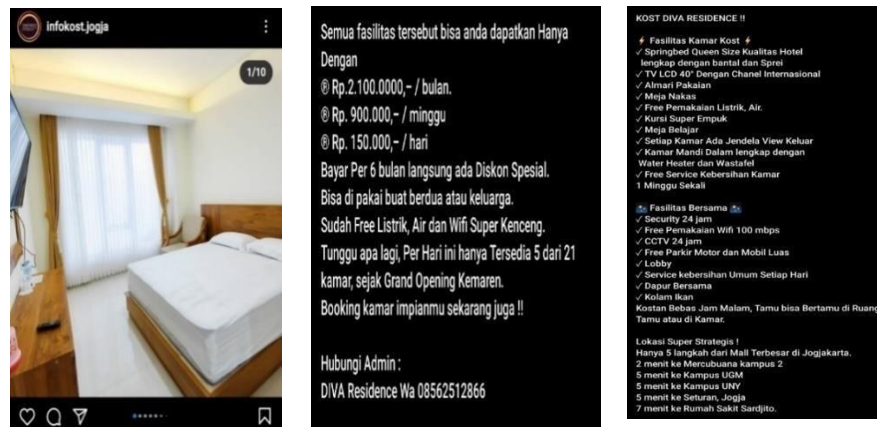 infokost.jogja
1/10
Semua fasilitas tersebut bisa anda dapatkan Hanya
Dengan
® Rp.2.100.0000,- / bulan.
® Rp. 900.000,- / minggu
® Rp. 150.000,- / hari
Bayar Per 6 bulan langsung ada Diskon Spesial.
Bisa di pakai buat berdua atau keluarga.
Sudah Free Listrik, Air dan Wifi Super Kenceng.
Tunggu apa lagi, Per Hari ini hanya Tersedia 5 dari 21
kamar, sejak Grand Opening Kemaren.
Booking kamar impianmu sekarang juga !!
Hubungi Admin :
DIVA Residence Wa 08562512866
KOST DIVA RESIDENCE !!
⚡ Fasilitas Kamar Kost ⚡
✓ Springbed Queen Size Kualitas Hotel
lengkap dengan bantal dan Sprei
✓ TV LCD 40" Dengan Chanel Internasional
✓ Almari Pakaian
✓ Meja Nakas
✓ Free Pemakaian Listrik, Air.
✓ Kursi Super Empuk
✓ Meja Belajar
✓ Setiap Kamar Ada Jendela View Keluar
✓ Kamar Mandi Dalam lengkap dengan
Water Heater dan Wastafel
✓ Free Service Kebersihan Kamar
1 Minggu Sekali
Fasilitas Bersama
✓ Security 24 jam
✓ Free Pemakaian Wifi 100 mbps
✓ CCTV 24 jam
✓ Free Parkir Motor dan Mobil Luas
✓ Lobby
✓ Service kebersihan Umum Setiap Hari
✓ Dapur Bersama
✓ Kolam Ikan
Kostan Bebas Jam Malam, Tamu bisa Bertamu di Ruang
Tamu atau di Kamar.
Lokasi Super Strategis !
Hanya 5 langkah dari Mall Terbesar di Jogjakarta.
2 menit ke Mercubuana kampus 2
5 menit ke Kampus UGM
5 menit ke Kampus UNY
5 menit ke Seturan, Jogja
7 menit ke Rumah Sakit Sardjito.